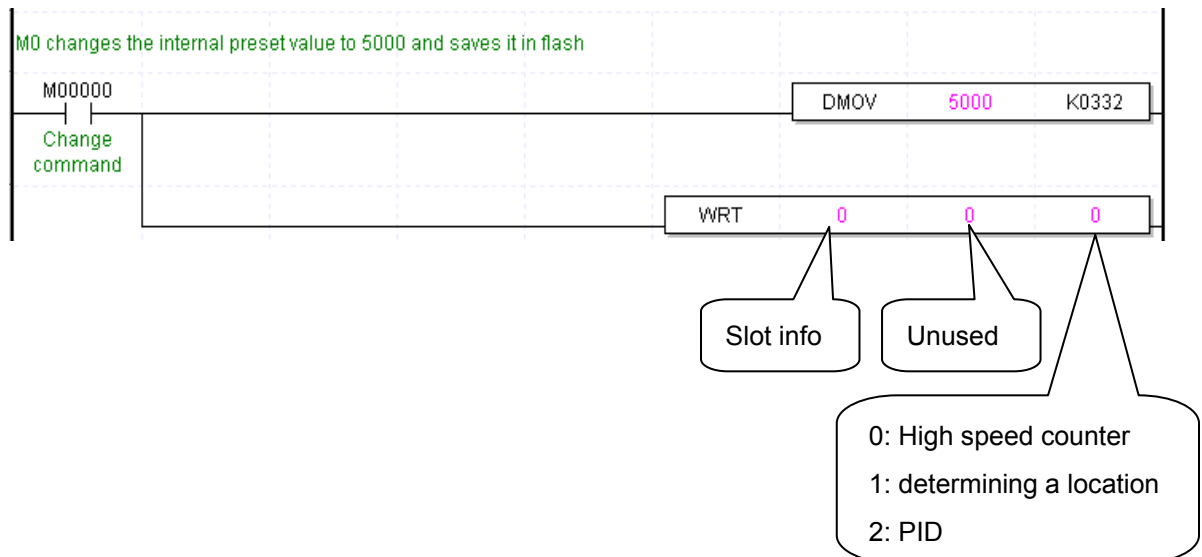 M0 changes the internal preset value to 5000 and saves it in flash
M00000
DMOV 5000 K0332
Change
command
WRT 0 0 0
Slot info
Unused
0: High speed counter
1: determining a location
2: PID